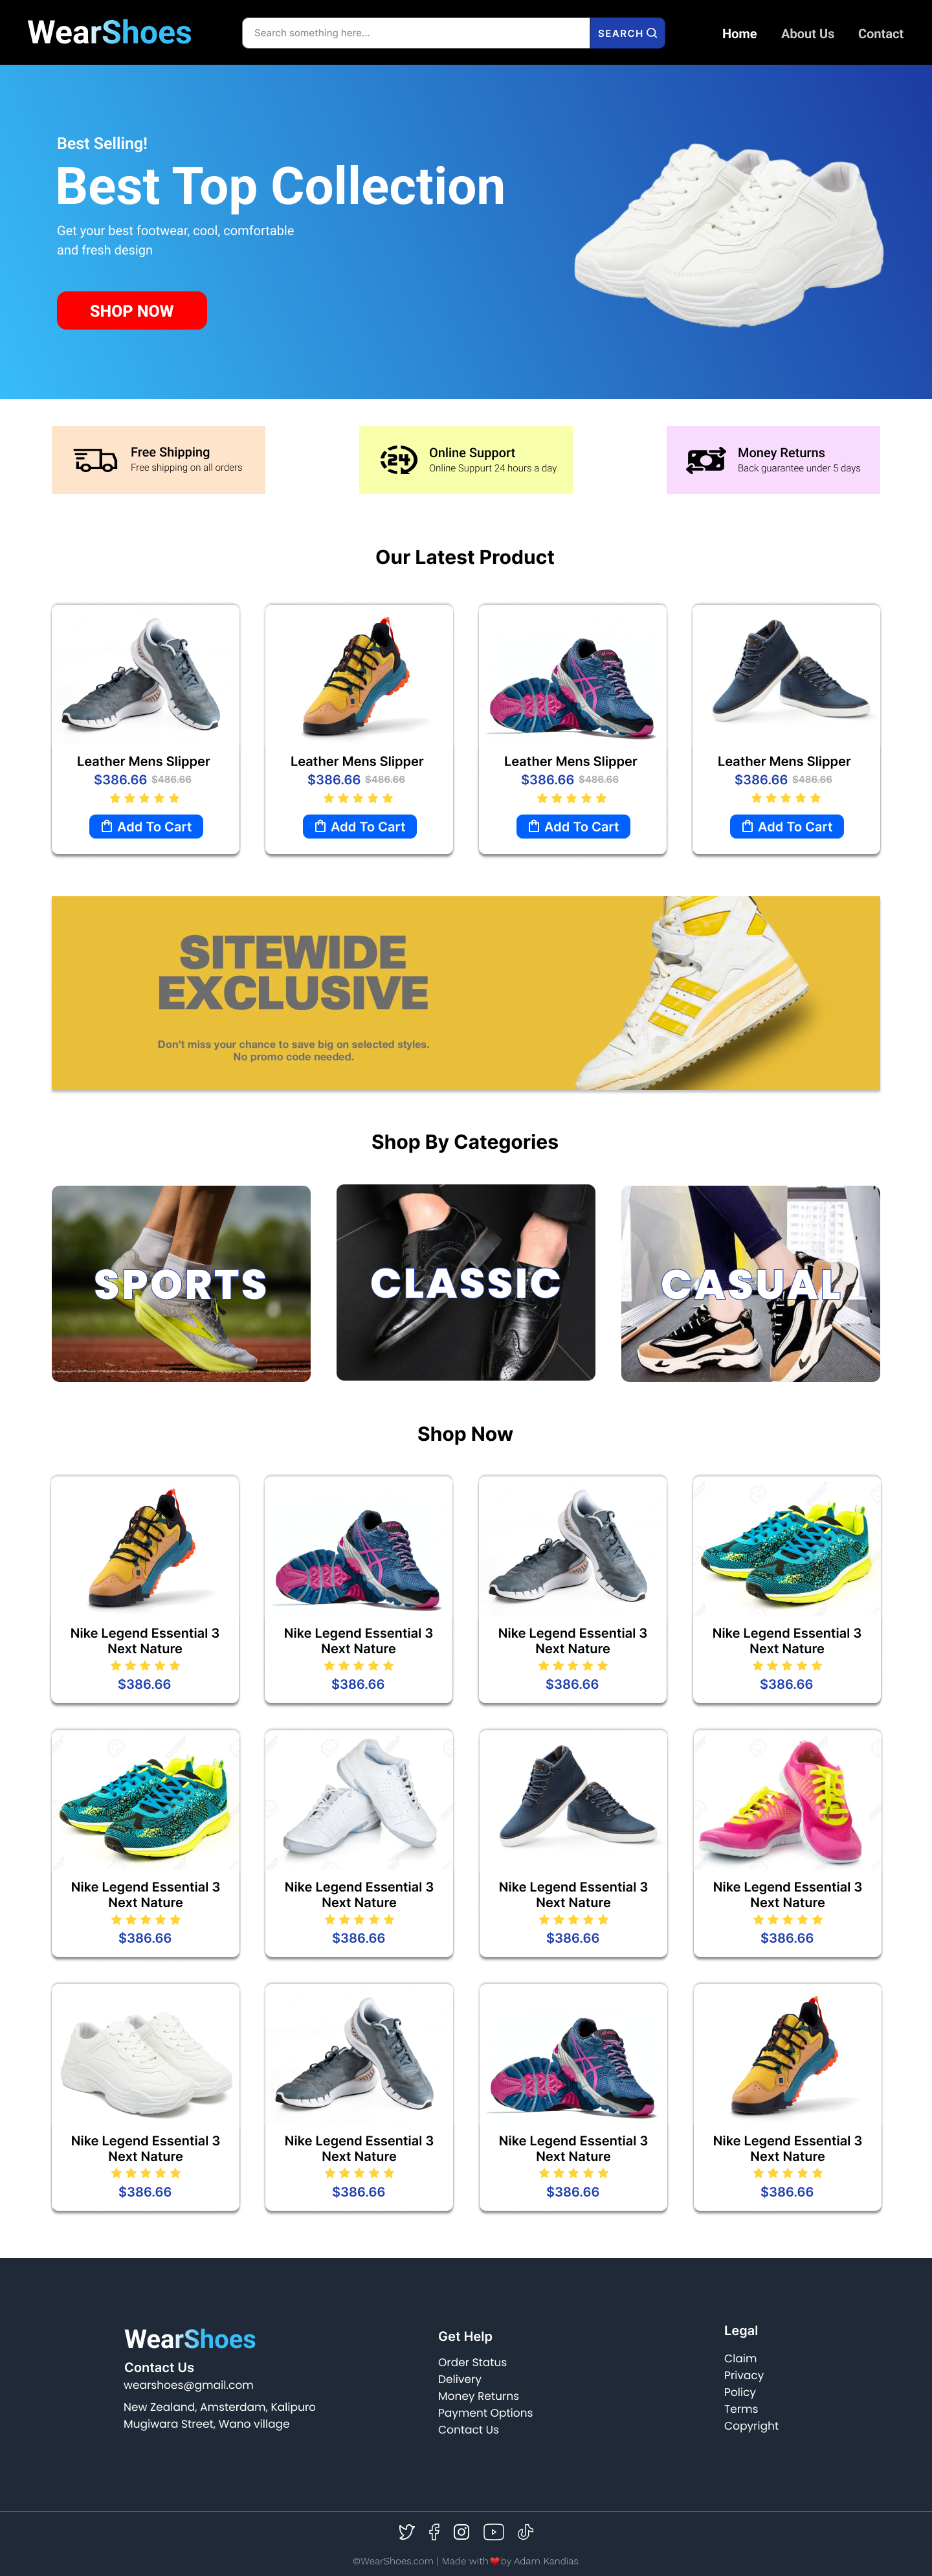 WearShoes
Search something here...
SEARCH
Home
About Us
Contact
Best Selling!
Best Top Collection
Get your best footwear, cool, comfortable
and fresh design
SHOP NOW
Free Shipping
Free shipping on all orders
24
Online Support
Online Suppurt 24 hours a day
Money Returns
Back guarantee under 5 days
Our Latest Product
Leather Mens Slipper
$386.66 $486.66
Add To Cart
Leather Mens Slipper
$386.66 $486.66
Add To Cart
Leather Mens Slipper
$386.66 $486.66
Add To Cart
Leather Mens Slipper
$386.66 $486.66
Add To Cart
SITEWIDE
EXCLUSIVE
Don't miss your chance to save big on selected styles.
No promo code needed.
Shop By Categories
SPORTS
CLASSIC
CASUAL
Shop Now
Nike Legend Essential 3
Next Nature
$386.66
Nike Legend Essential 3
Next Nature
$386.66
Nike Legend Essential 3
Next Nature
$386.66
Nike Legend Essential 3
Next Nature
$386.66
Nike Legend Essential 3
Next Nature
$386.66
Nike Legend Essential 3
Next Nature
$386.66
Nike Legend Essential 3
Next Nature
$386.66
Nike Legend Essential 3
Next Nature
$386.66
Nike Legend Essential 3
Next Nature
$386.66
Nike Legend Essential 3
Next Nature
$386.66
Nike Legend Essential 3
Next Nature
$386.66
Nike Legend Essential 3
Next Nature
$386.66
WearShoes
Contact Us
wearshoes@gmail.com
New Zealand, Amsterdam, Kalipuro
Mugiwara Street, Wano village
Get Help
Order Status
Delivery
Money Returns
Payment Options
Contact Us
Legal
Claim
Privacy
Policy
Terms
Copyright
©WearShoes.com | Made with❤️by Adam Kandias